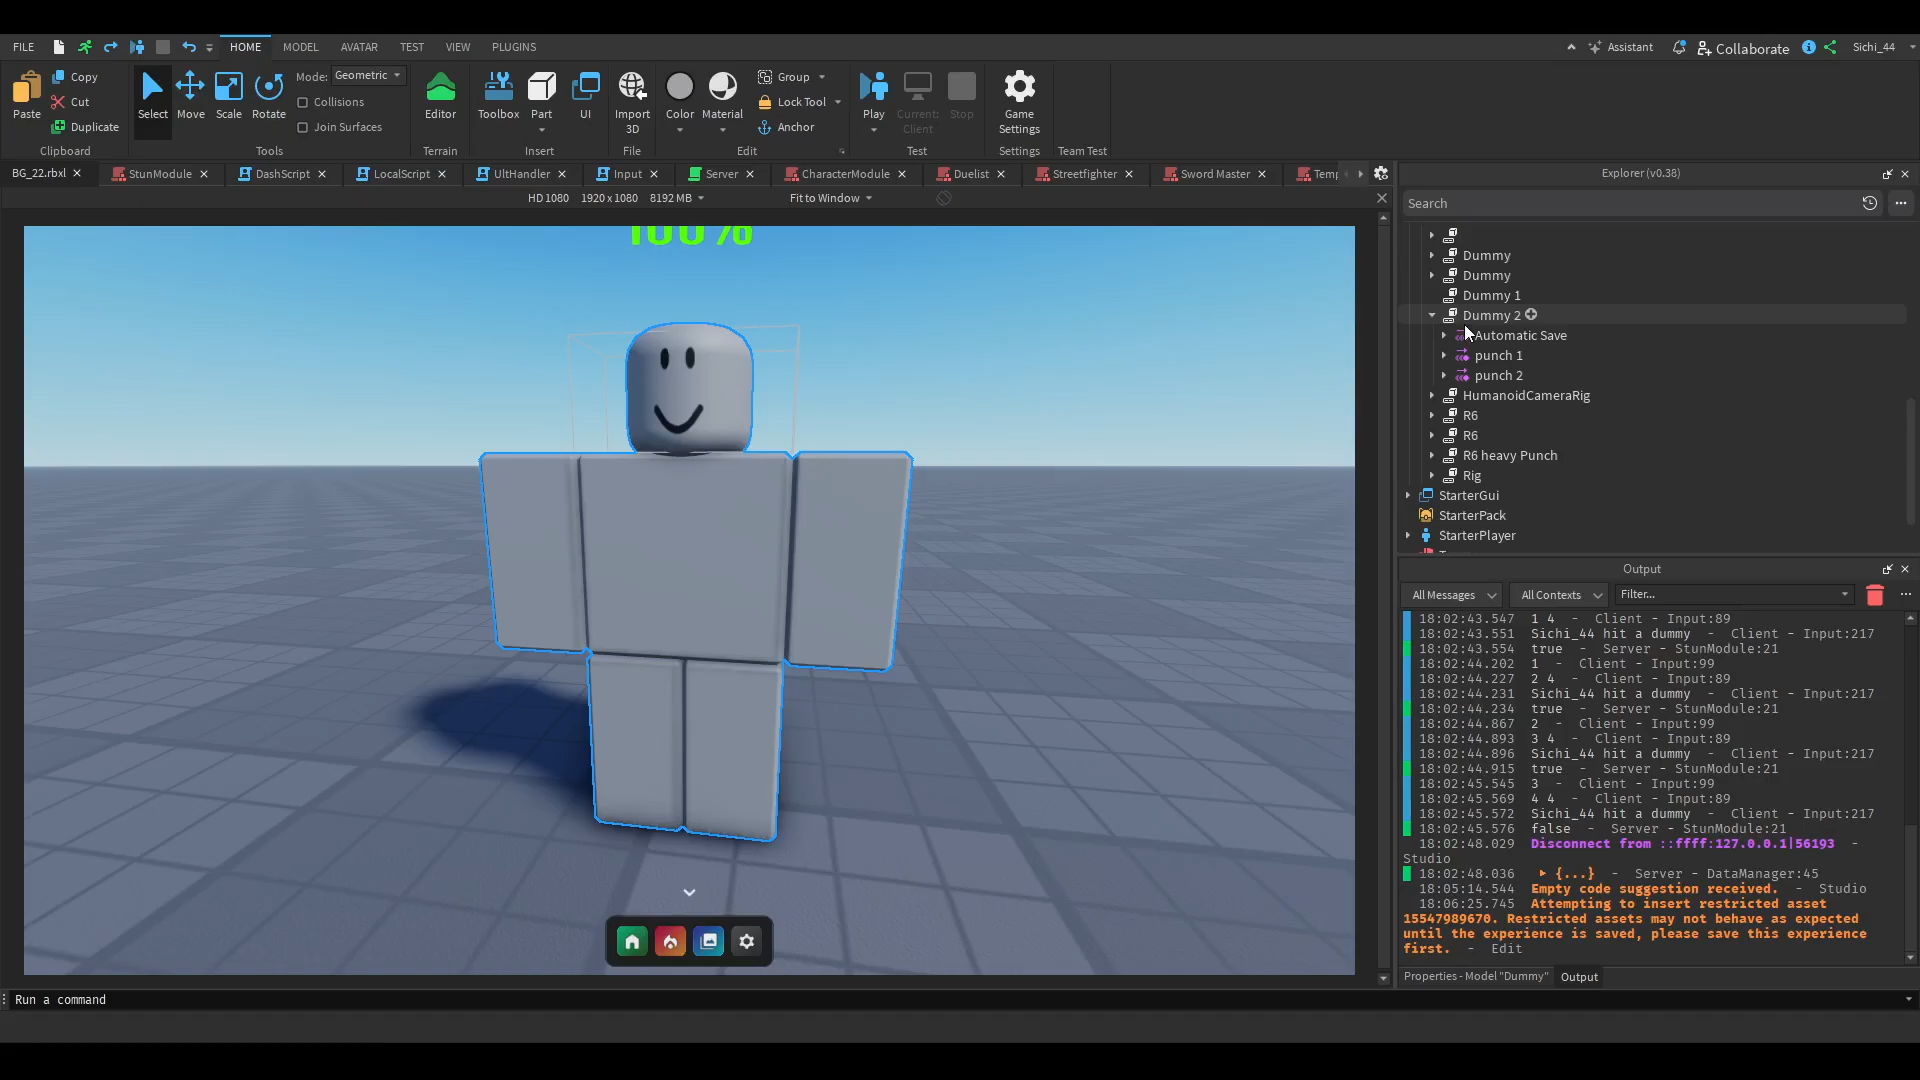 FILE
HOME
MODEL
AVATAR
TEST
VIEW
PLUGINS
Assistant
Collaborate
Sichi_44
Paste
Copy
Cut
Duplicate
Clipboard
Select
Move
Scale
Rotate
Mode:
Geometric
Collisions
Join Surfaces
Tools
Editor
Terrain
Toolbox
Part
UI
Insert
Import
3D
File
Color
Material
Group
Lock Tool
Anchor
Edit
Play
Current:
Client
Stop
Test
Game
Settings
Settings
Team Test
BG_22.rbxl
StunModule
DashScript
LocalScript
UltHandler
Input
Server
CharacterModule
Duelist
Streetfighter
Sword Master
Temp
HD 1080 1920 x 1080 8192 MB
Fit to Window
100%
Explorer (v0.38)
Search
Dummy
Dummy
Dummy 1
Dummy 2
Automatic Save
punch 1
punch 2
HumanoidCameraRig
R6
R6
R6 heavy Punch
Rig
StarterGui
StarterPack
StarterPlayer
Output
All Messages
All Contexts
Filter...
18:02:43.547 1 4 - Client - Input:89
18:02:43.551 Sichi_44 hit a dummy - Client - Input:217
18:02:43.554 true - Server - StunModule:21
18:02:44.202 1 - Client - Input:99
18:02:44.227 2 4 - Client - Input:89
18:02:44.231 Sichi_44 hit a dummy - Client - Input:217
18:02:44.234 true - Server - StunModule:21
18:02:44.867 2 - Client - Input:99
18:02:44.893 3 4 - Client - Input:89
18:02:44.896 Sichi_44 hit a dummy - Client - Input:217
18:02:44.915 true - Server - StunModule:21
18:02:45.545 3 - Client - Input:99
18:02:45.569 4 4 - Client - Input:89
18:02:45.572 Sichi_44 hit a dummy - Client - Input:217
18:02:45.576 false - Server - StunModule:21
18:02:48.029 Disconnect from ::ffff:127.0.0.1|56193 -
Studio
18:02:48.036 {...} - Server - DataManager:45
18:05:14.544 Empty code suggestion received. - Studio
18:06:25.745 Attempting to insert restricted asset
15547989670. Restricted assets may not behave as expected
until the experience is saved, please save this experience
first. - Edit
Properties - Model "Dummy"
Output
Run a command